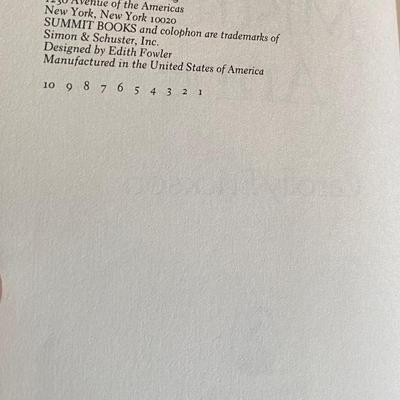 1230 Avenue of the Americas
New York, New York 10020
SUMMIT BOOKS and colophon are trademarks of
Simon & Schuster, Inc.
Designed by Edith Fowler
Manufactured in the United States of America
10 9 8 7 6 5 4 3 2 1